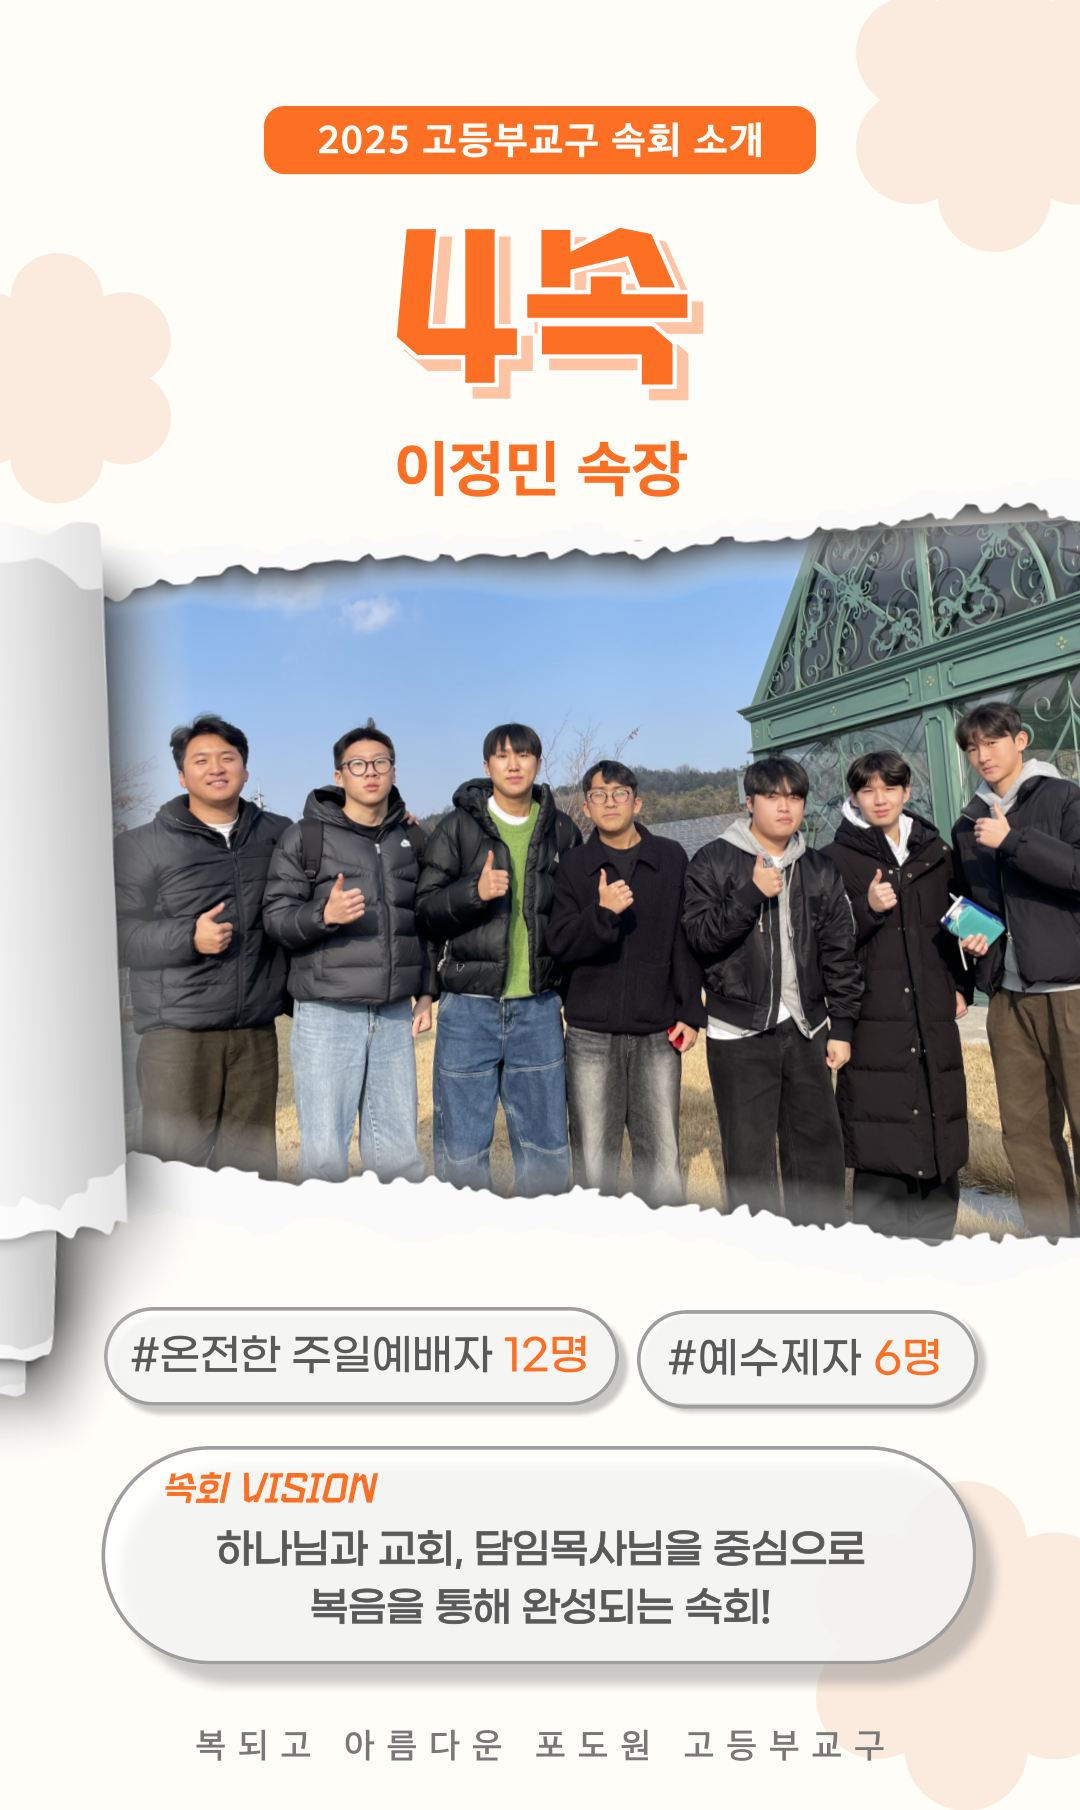 2025 고등부교구 속회 소개
4속
이정민 속장
#온전한 주일예배자 12명
#예수제자 6명
속회 VISION
하나님과 교회, 담임목사님을 중심으로
복음을 통해 완성되는 속회!
복되고 아름다운 포도원 고등부교구